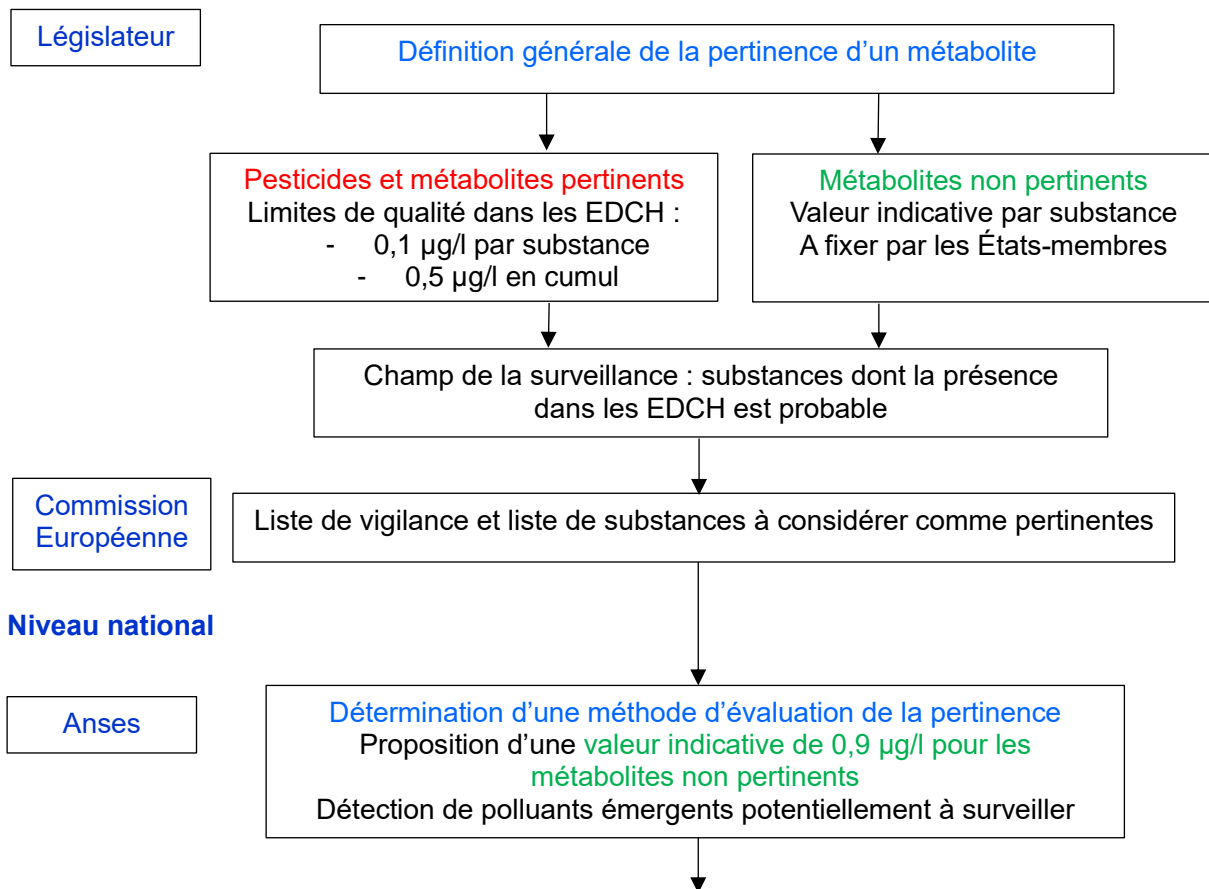 Législateur
Définition générale de la pertinence d’un métabolite
Pesticides et métabolites pertinents
Limites de qualité dans les EDCH :
- 0,1 µg/l par substance
- 0,5 µg/l en cumul
Métabolites non pertinents
Valeur indicative par substance
A fixer par les États-membres
Champ de la surveillance : substances dont la présence
dans les EDCH est probable
Commission
Européenne
Liste de vigilance et liste de substances à considérer comme pertinentes
Niveau national
Anses
Détermination d’une méthode d’évaluation de la pertinence
Proposition d’une valeur indicative de 0,9 µg/l pour les
métabolites non pertinents
Détection de polluants émergents potentiellement à surveiller